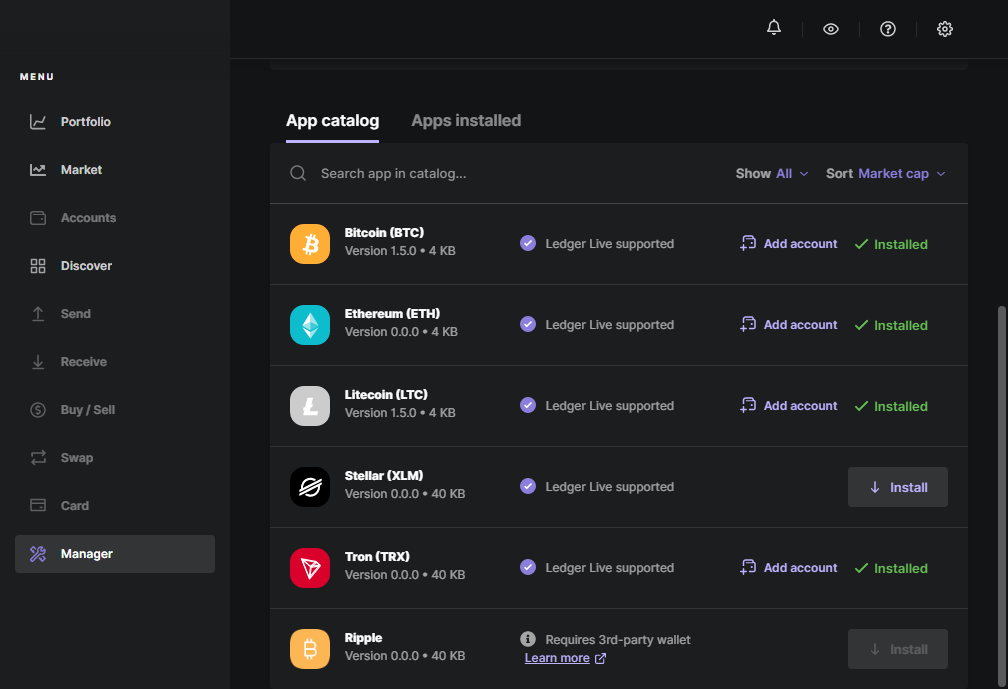 MENU
Portfolio
Market
Accounts
Discover
Send
Receive
Buy / Sell
Swap
Card
Manager
App catalog Apps installed
Search app in catalog... Show All Sort Market cap
Bitcoin (BTC)
Version 1.5.0 • 4 KB
Ledger Live supported Add account Installed
Ethereum (ETH)
Version 0.0.0 • 4 KB
Ledger Live supported Add account Installed
Litecoin (LTC)
Version 1.5.0 • 4 KB
Ledger Live supported Add account Installed
Stellar (XLM)
Version 0.0.0 • 40 KB
Ledger Live supported Install
Tron (TRX)
Version 0.0.0 • 40 KB
Ledger Live supported Add account Installed
Ripple
Version 0.0.0 • 40 KB
Requires 3rd-party wallet
Learn more
Install